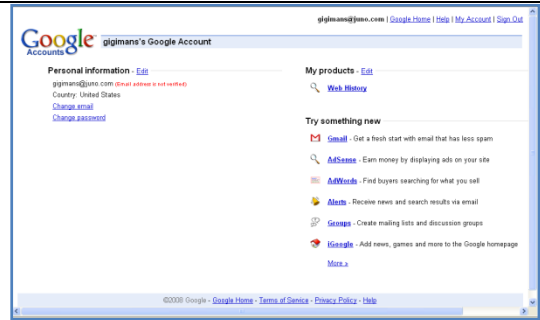 gigimans@juno.com | Google Home | Help | My Account | Sign Out
Google
Accounts
gigimans's Google Account
Personal information - Edit
gigimans@juno.com (Email address is not verified)
Country: United States
Change email
Change password
My products - Edit
Web History
Try something new
Gmail - Get a fresh start with email that has less spam
AdSense - Earn money by displaying ads on your site
AdWords - Find buyers searching for what you sell
Alerts - Receive news and search results via email
Groups - Create mailing lists and discussion groups
iGoogle - Add news, games and more to the Google homepage
More »
©2008 Google - Google Home - Terms of Service - Privacy Policy - Help